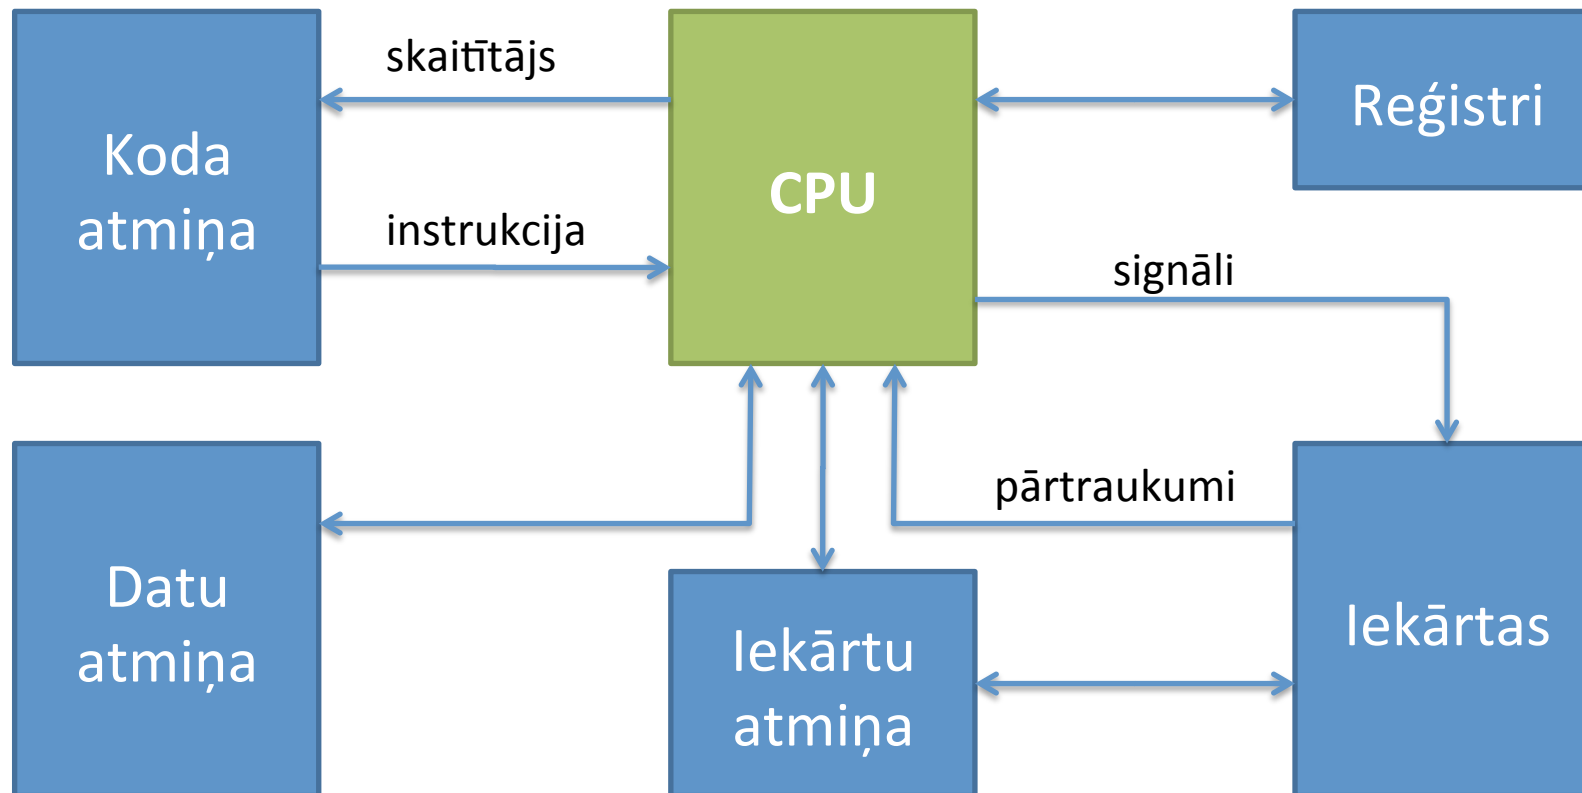 skaitītājs
Koda
atmiņa
instrukcija
CPU
Reģistri
signāli
pārtraukumi
Datu
atmiņa
Iekārtu
atmiņa
Iekārtas